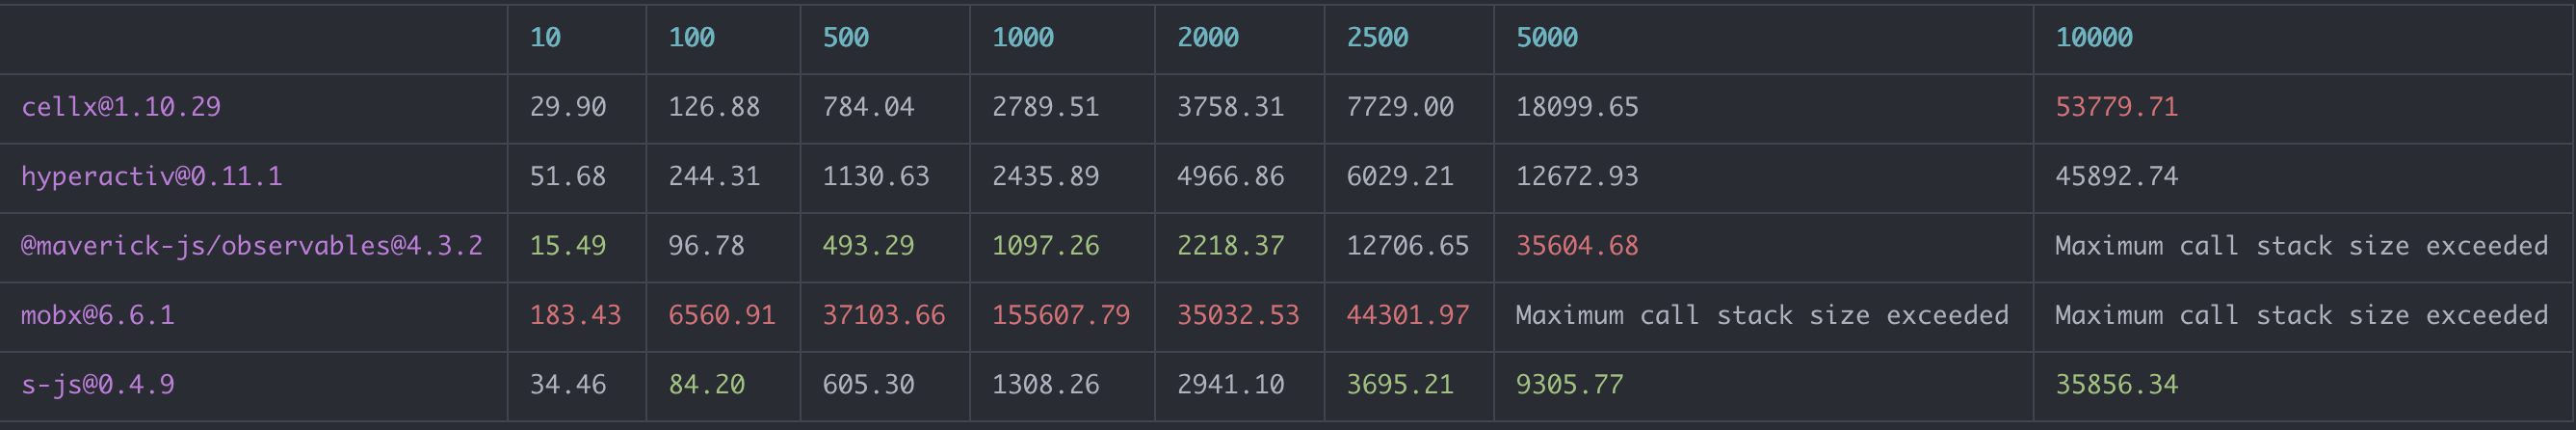 10 100 500 1000 2000 2500 5000 10000
cellx@1.10.29 29.90 126.88 784.04 2789.51 3758.31 7729.00 18099.65 53779.71
hyperactiv@0.11.1 51.68 244.31 1130.63 2435.89 4966.86 6029.21 12672.93 45892.74
@maverick-js/observables@4.3.2 15.49 96.78 493.29 1097.26 2218.37 12706.65 35604.68 Maximum call stack size exceeded
mobx@6.6.1 183.43 6560.91 37103.66 155607.79 35032.53 44301.97 Maximum call stack size exceeded Maximum call stack size exceeded
s-js@0.4.9 34.46 84.20 605.30 1308.26 2941.10 3695.21 9305.77 35856.34